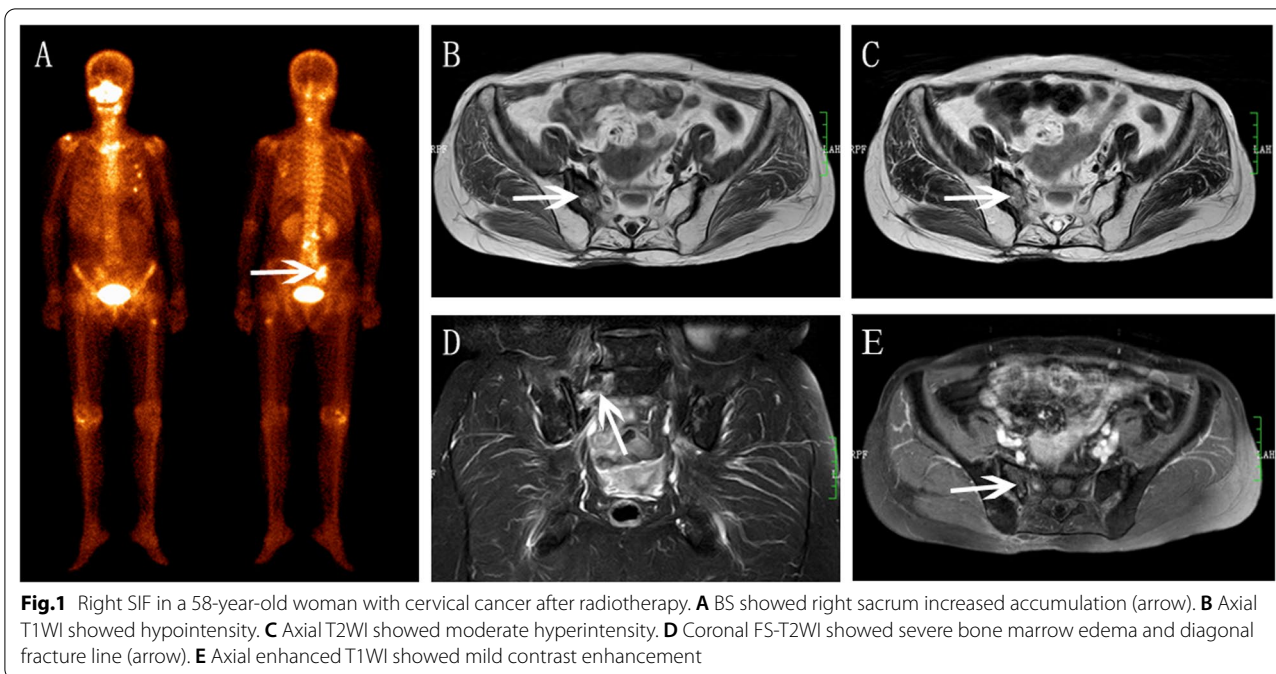 A
B
RPF
LAH
C
RPF
LAH
D
E
RPF
LAH
Fig.1 Right SIF in a 58-year-old woman with cervical cancer after radiotherapy. A BS showed right sacrum increased accumulation (arrow). B Axial
T1WI showed hypointensity. C Axial T2WI showed moderate hyperintensity. D Coronal FS-T2WI showed severe bone marrow edema and diagonal
fracture line (arrow). E Axial enhanced T1WI showed mild contrast enhancement